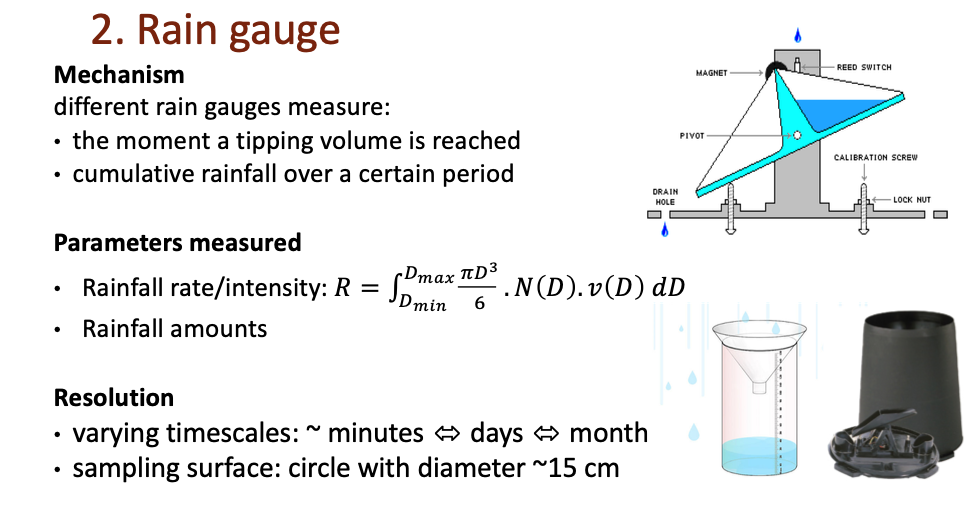 2. Rain gauge
Mechanism
different rain gauges measure:
• the moment a tipping volume is reached
• cumulative rainfall over a certain period
Parameters measured
• Rainfall rate/intensity: R = ∫_{D_{min}}^{D_{max}} \frac{πD^3}{6} . N(D). v(D) dD
• Rainfall amounts
Resolution
• varying timescales: ~ minutes ⇔ days ⇔ month
• sampling surface: circle with diameter ~15 cm
MAGNET
REED SWITCH
PIVOT
CALIBRATION SCREW
DRAIN
HOLE
LOCK NUT